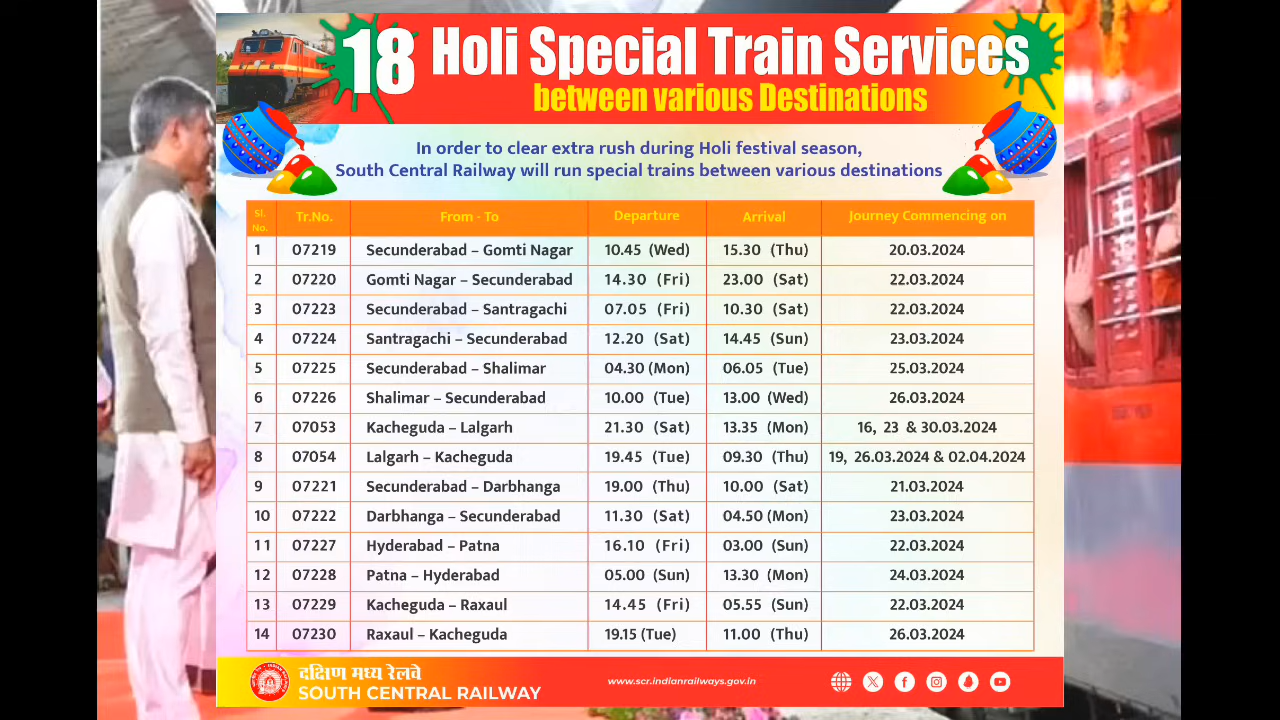 18 Holi Special Train Services
between various Destinations
In order to clear extra rush during Holi festival season,
South Central Railway will run special trains between various destinations
Sl. No. Tr.No. From - To Departure Arrival Journey Commencing on
1 07219 Secunderabad – Gomti Nagar 10.45 (Wed) 15.30 (Thu) 20.03.2024
2 07220 Gomti Nagar – Secunderabad 14.30 (Fri) 23.00 (Sat) 22.03.2024
3 07223 Secunderabad – Santragachi 07.05 (Fri) 10.30 (Sat) 22.03.2024
4 07224 Santragachi – Secunderabad 12.20 (Sat) 14.45 (Sun) 23.03.2024
5 07225 Secunderabad – Shalimar 04.30 (Mon) 06.05 (Tue) 25.03.2024
6 07226 Shalimar – Secunderabad 10.00 (Tue) 13.00 (Wed) 26.03.2024
7 07053 Kacheguda – Lalgarh 21.30 (Sat) 13.35 (Mon) 16, 23 & 30.03.2024
8 07054 Lalgarh – Kacheguda 19.45 (Tue) 09.30 (Thu) 19, 26.03.2024 & 02.04.2024
9 07221 Secunderabad – Darbhanga 19.00 (Thu) 10.00 (Sat) 21.03.2024
10 07222 Darbhanga – Secunderabad 11.30 (Sat) 04.50 (Mon) 23.03.2024
11 07227 Hyderabad – Patna 16.10 (Fri) 03.00 (Sun) 22.03.2024
12 07228 Patna – Hyderabad 05.00 (Sun) 13.30 (Mon) 24.03.2024
13 07229 Kacheguda – Raxaul 14.45 (Fri) 05.55 (Sun) 22.03.2024
14 07230 Raxaul – Kacheguda 19.15 (Tue) 11.00 (Thu) 26.03.2024
दक्षिण मध्य रेलवे
SOUTH CENTRAL RAILWAY
www.scr.indianrailways.gov.in